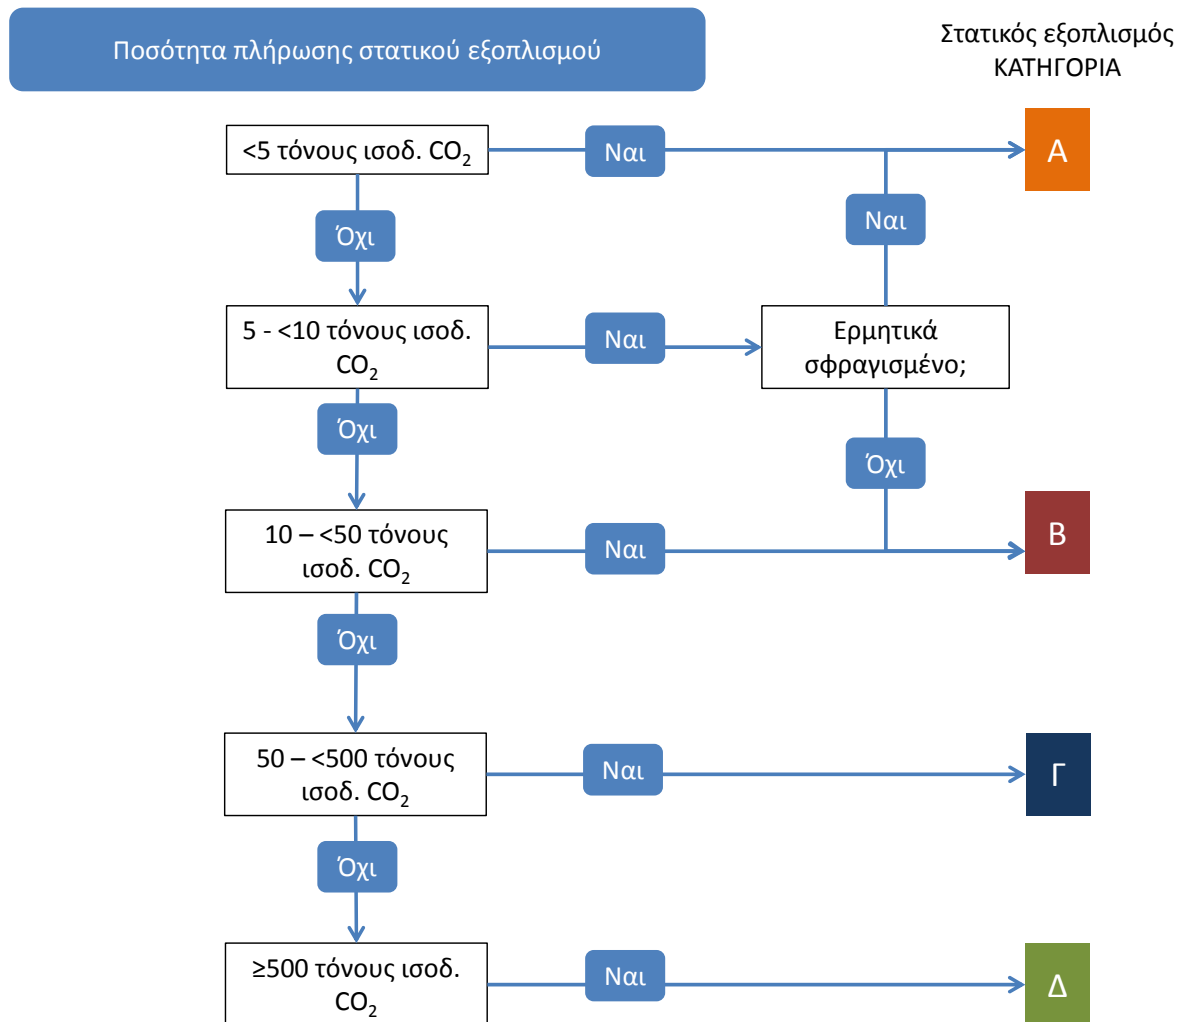 Ποσότητα πλήρωσης στατικού εξοπλισμού
Στατικός εξοπλισμός
ΚΑΤΗΓΟΡΙΑ
<5 τόνους ισοδ. CO₂
Ναι
Α
Όχι
Ναι
5 - <10 τόνους ισοδ.
CO₂
Ναι
Ερμητικά
σφραγισμένο;
Όχι
Όχι
10 – <50 τόνους
ισοδ. CO₂
Ναι
Β
Όχι
50 – <500 τόνους
ισοδ. CO₂
Ναι
Γ
Όχι
≥500 τόνους ισοδ.
CO₂
Ναι
Δ